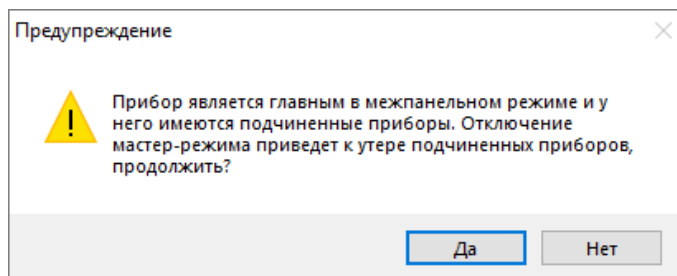 Предупреждение
Прибор является главным в межпанельном режиме и у
него имеются подчиненные приборы. Отключение
мастер-режима приведет к утере подчиненных приборов,
продолжить?
Да
Нет